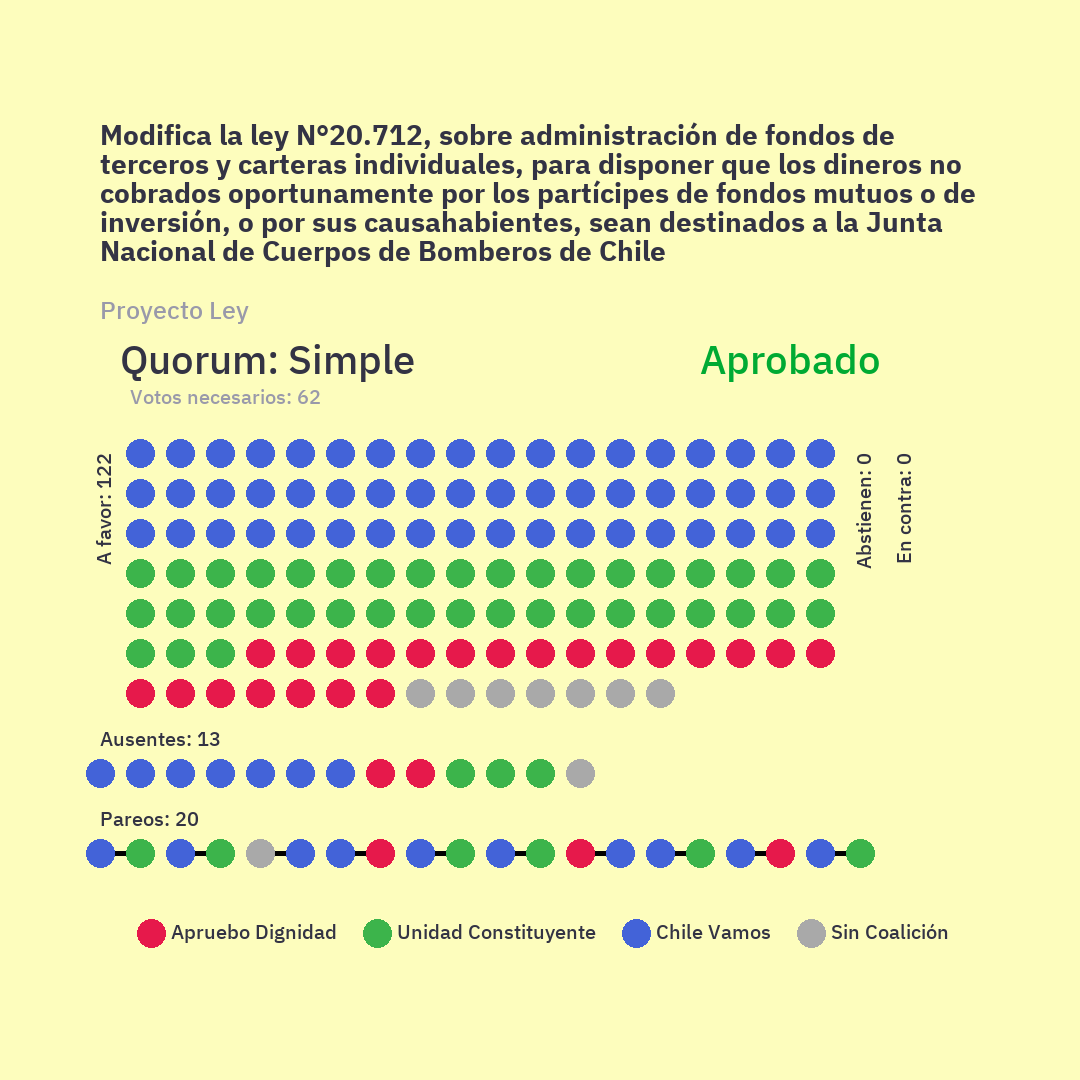 Modifica la ley N°20.712, sobre administración de fondos de
terceros y carteras individuales, para disponer que los dineros no
cobrados oportunamente por los partícipes de fondos mutuos o de
inversión, o por sus causahabientes, sean destinados a la Junta
Nacional de Cuerpos de Bomberos de Chile
Proyecto Ley
Quorum: Simple
Aprobado
Votos necesarios: 62
A favor: 122
Abstienen: 0
En contra: 0
Ausentes: 13
Pareos: 20
Apruebo Dignidad
Unidad Constituyente
Chile Vamos
Sin Coalición